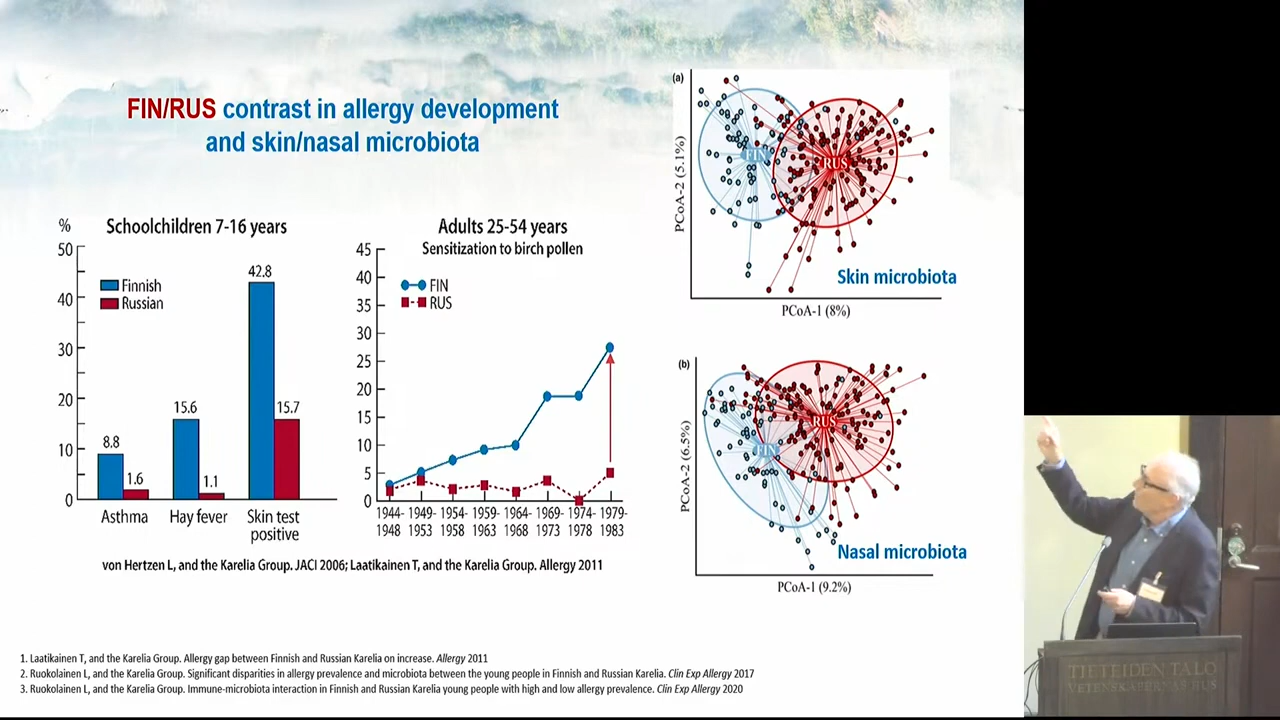 FIN/RUS contrast in allergy development
and skin/nasal microbiota
%
Schoolchildren 7-16 years
50
40
30
20
10
0
Finnish
Russian
8.8
1.6
15.6
1.1
42.8
15.7
Asthma
Hay fever
Skin test
positive
Adults 25-54 years
Sensitization to birch pollen
45
40
35
30
25
20
15
10
5
0
FIN
RUS
1944- 1949- 1954- 1959- 1964- 1969- 1974- 1979-
1948 1953 1958 1963 1968 1973 1978 1983
von Hertzen L, and the Karelia Group. JACI 2006; Laatikainen T, and the Karelia Group. Allergy 2011
(a)
PCoA-2 (5.1%)
FIN
RUS
Skin microbiota
PCoA-1 (8%)
(b)
PCoA-2 (6.5%)
FIN
RUS
Nasal microbiota
PCoA-1 (9.2%)
1. Laatikainen T, and the Karelia Group. Allergy gap between Finnish and Russian Karelia on increase. Allergy 2011
2. Ruokolainen L, and the Karelia Group. Significant disparities in allergy prevalence and microbiota between the young people in Finnish and Russian Karelia. Clin Exp Allergy 2017
3. Ruokolainen L, and the Karelia Group. Immune-microbiota interaction in Finnish and Russian Karelia young people with high and low allergy prevalence. Clin Exp Allergy 2020
TIETEIDEN TALO
VETENSKAPERNAS HUS